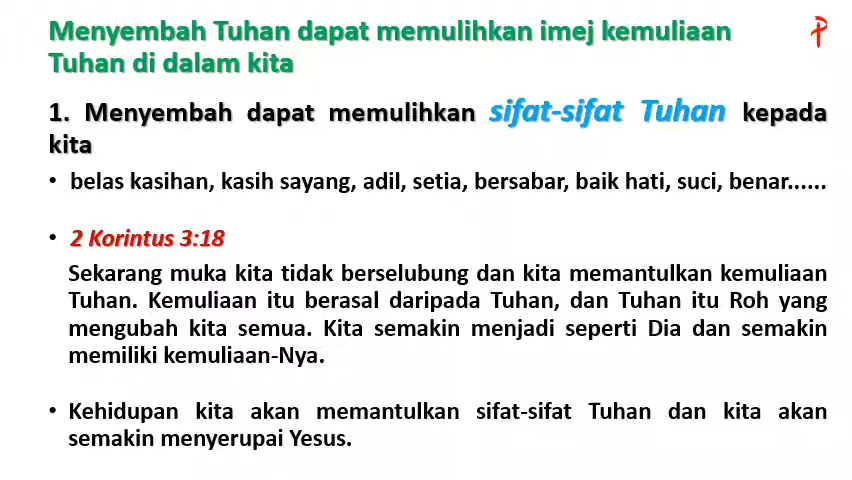 Menyembah Tuhan dapat memulihkan imej kemuliaan
Tuhan di dalam kita
1. Menyembah dapat memulihkan sifat-sifat Tuhan kepada
kita
• belas kasihan, kasih sayang, adil, setia, bersabar, baik hati, suci, benar......
• 2 Korintus 3:18
Sekarang muka kita tidak berselubung dan kita memantulkan kemuliaan
Tuhan. Kemuliaan itu berasal daripada Tuhan, dan Tuhan itu Roh yang
mengubah kita semua. Kita semakin menjadi seperti Dia dan semakin
memiliki kemuliaan-Nya.
• Kehidupan kita akan memantulkan sifat-sifat Tuhan dan kita akan
semakin menyerupai Yesus.